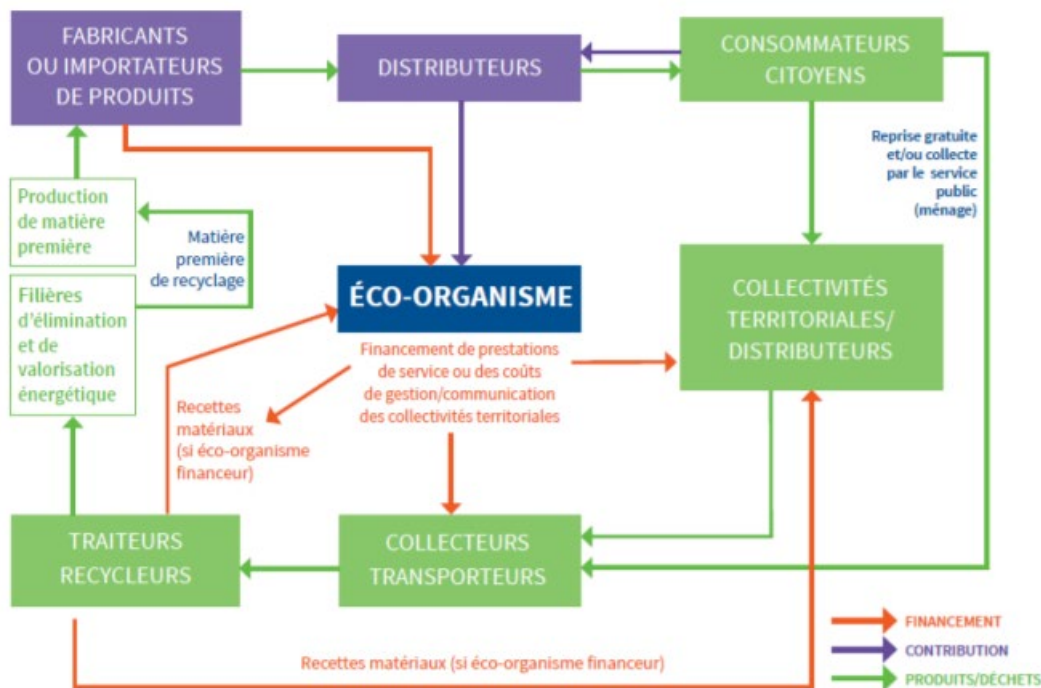 FABRICANTS
OU IMPORTATEURS
DE PRODUITS
DISTRIBUTEURS
CONSOMMATEURS
CITOYENS
Reprise gratuite
et/ou collecte
par le service
public
(ménage)
Production
de matière
première
Matière
première
de recyclage
Filières
d'élimination
et de
valorisation
énergétique
ÉCO-ORGANISME
COLLECTIVITÉS
TERRITORIALES/
DISTRIBUTEURS
Financement de prestations
de service ou des coûts
de gestion/communication
des collectivités territoriales
Recettes
matériaux
(si éco-organisme
financeur)
TRAITEURS
RECYCLEURS
COLLECTEURS
TRANSPORTEURS
Recettes matériaux (si éco-organisme financeur)
FINANCEMENT
CONTRIBUTION
PRODUITS/DÉCHETS